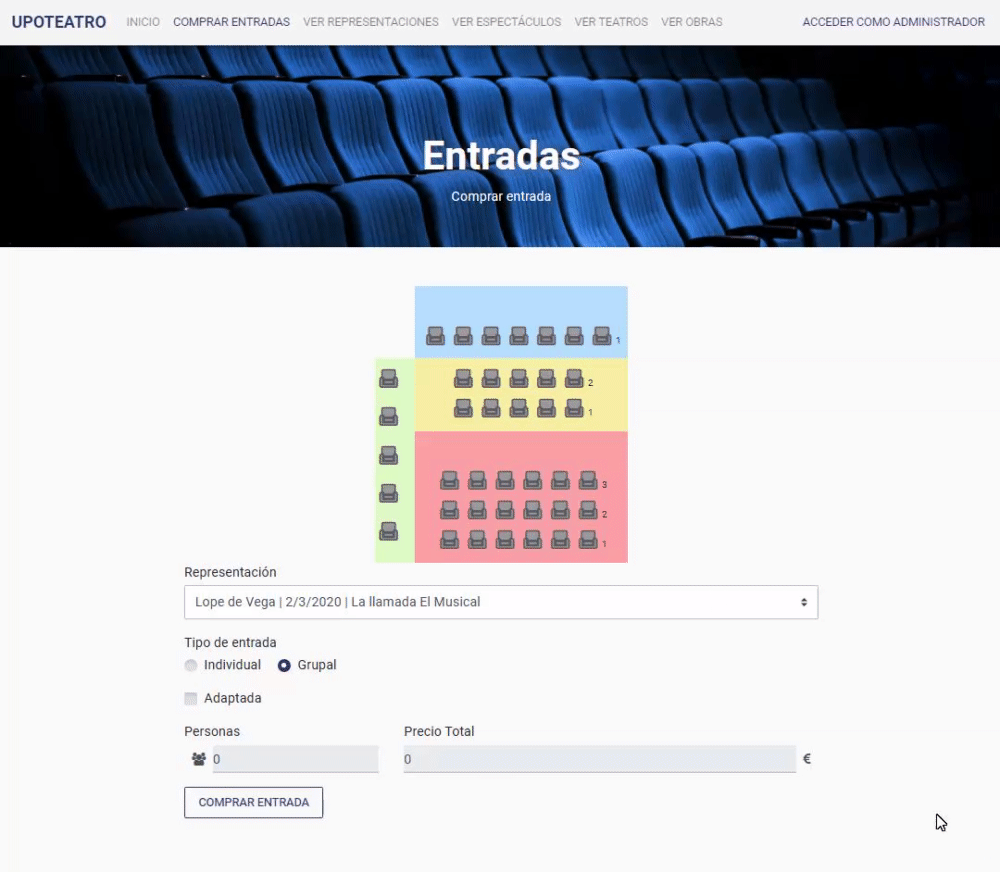 UPOTEATRO INICIO COMPRAR ENTRADAS VER REPRESENTACIONES VER ESPECTÁCULOS VER TEATROS VER OBRAS ACCEDER COMO ADMINISTRADOR
Entradas
Comprar entrada
1
2
1
3
2
1
Representación
Lope de Vega | 2/3/2020 | La llamada El Musical
Tipo de entrada
Individual Grupal
Adaptada
Personas Precio Total
0 0 €
COMPRAR ENTRADA